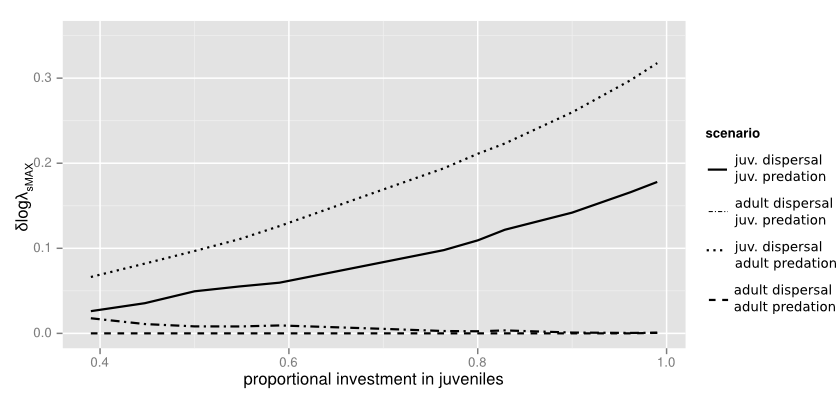 0.3
0.2
0.1
0.0
δlogλsMAX
0.4
0.6
0.8
1.0
proportional investment in juveniles
scenario
juv. dispersal
juv. predation
adult dispersal
juv. predation
juv. dispersal
adult predation
adult dispersal
adult predation